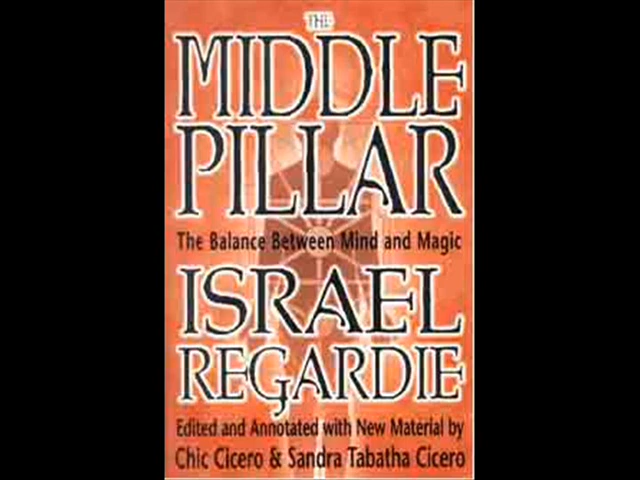 THE
MIDDLE
PILLAR
The Balance Between Mind and Magic
ISRAEL
REGARDIE
Edited and Annotated with New Material by
Chic Cicero & Sandra Tabatha Cicero